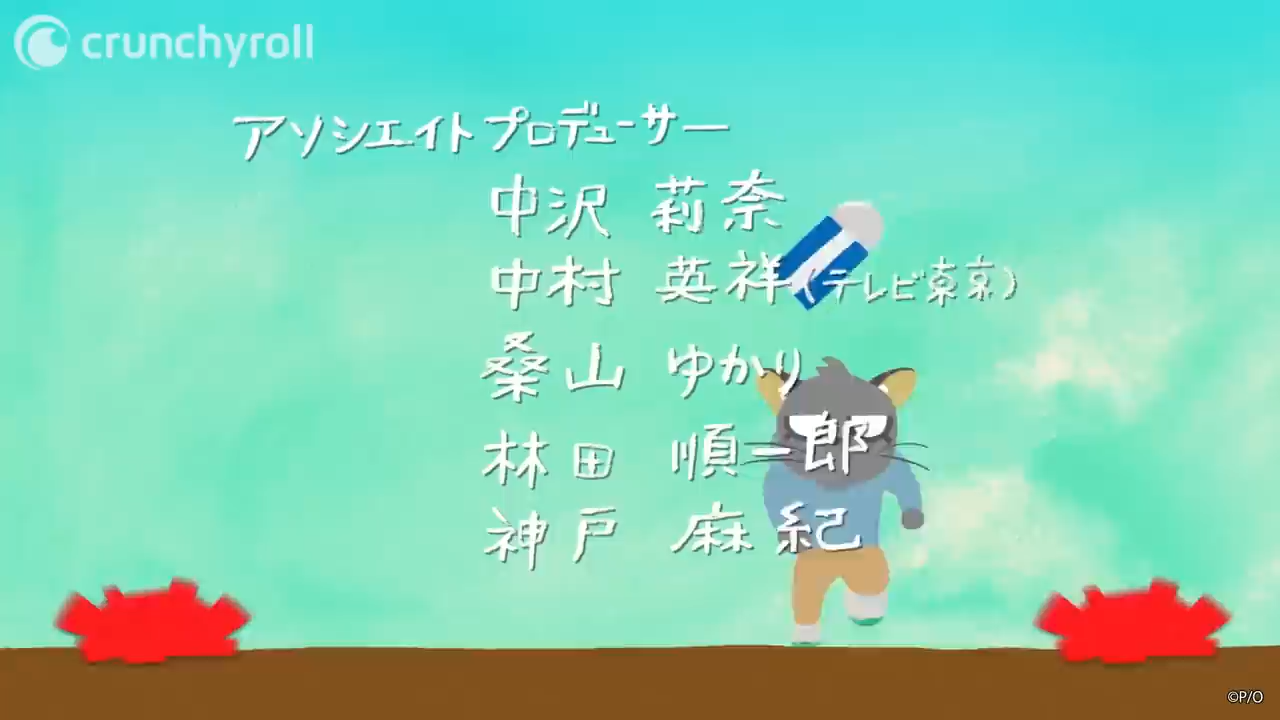 crunchyroll
アソシエイトプロデューサー
中沢 莉奈
中村 英祥(テレビ東京)
桑山 ゆかり
林田 順一郎
神戸 麻紀
©P/O